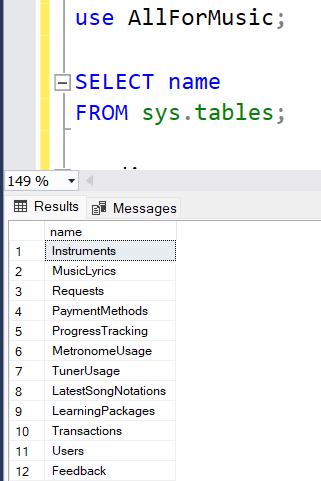 use AllForMusic;
SELECT name
FROM sys.tables;
149 %
Results
Messages
name
1 Instruments
2 MusicLyrics
3 Requests
4 PaymentMethods
5 ProgressTracking
6 MetronomeUsage
7 TunerUsage
8 LatestSongNotations
9 LearningPackages
10 Transactions
11 Users
12 Feedback